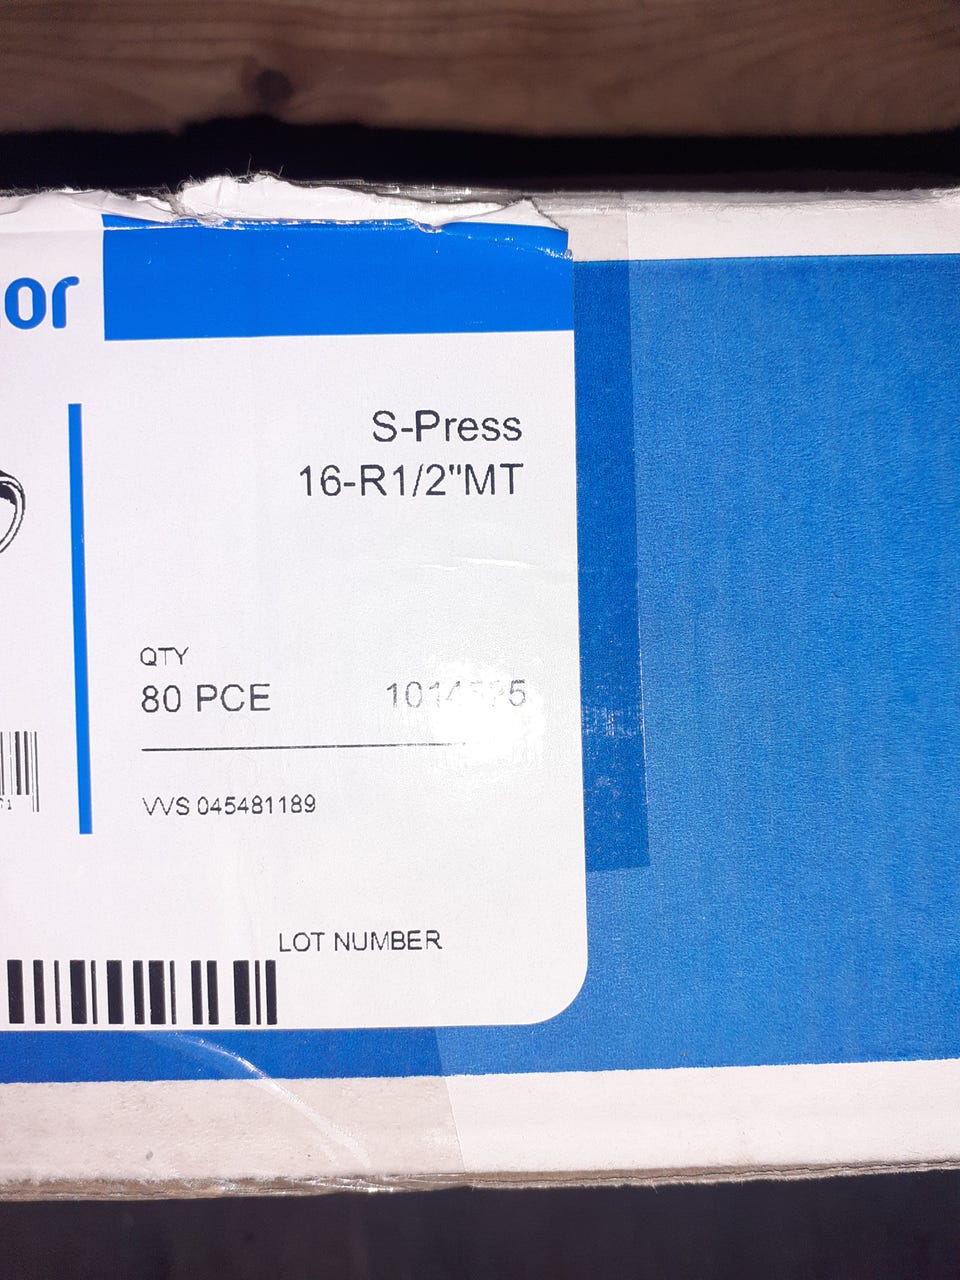 or
S-Press
16-R1/2"MT
QTY
80 PCE
VVS 045481189
LOT NUMBER